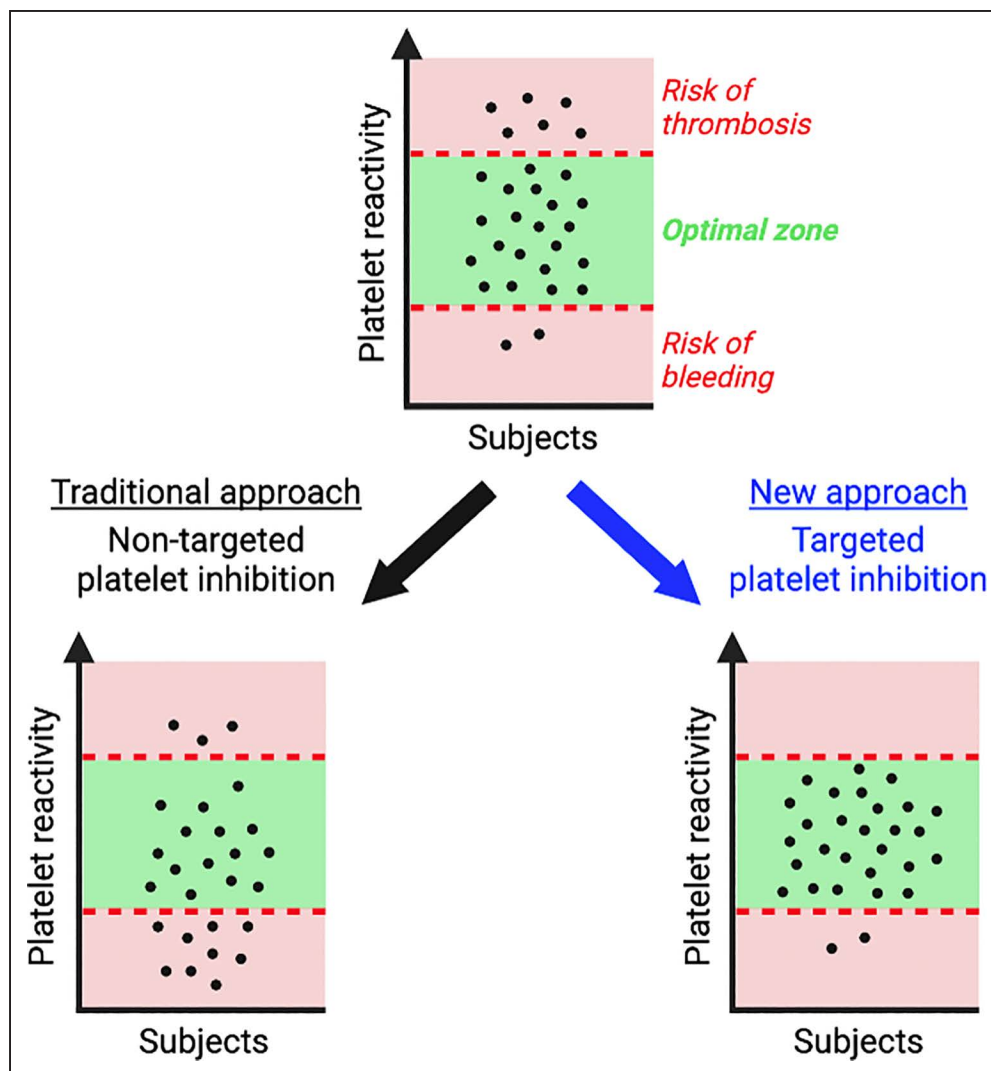 Platelet reactivity
Risk of
thrombosis
Optimal zone
Risk of
bleeding
Subjects
Traditional approach
Non-targeted
platelet inhibition
New approach
Targeted
platelet inhibition
Platelet reactivity
Subjects
Platelet reactivity
Subjects